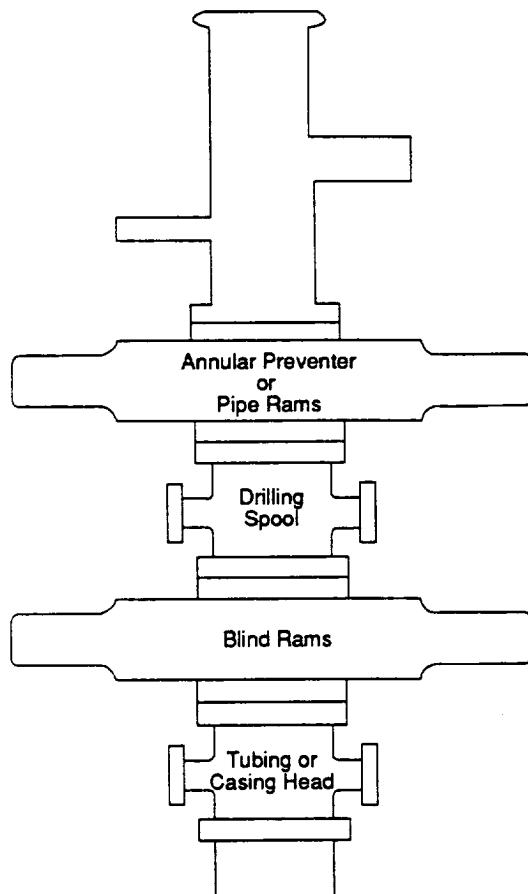 Annular Preventer
or
Pipe Rams
Drilling
Spool
Blind Rams
Tubing or
Casing Head